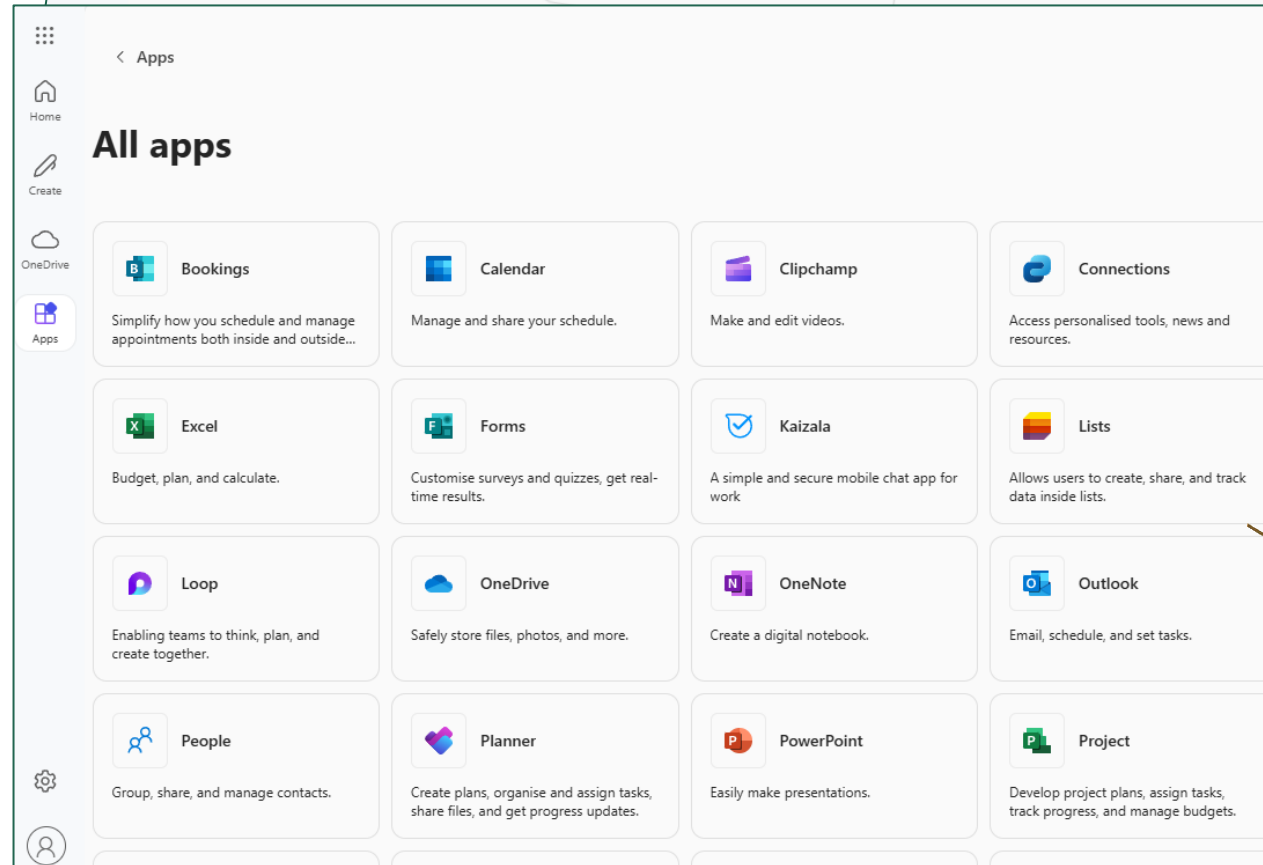 Apps
Home
All apps
Create
OneDrive
Apps
Bookings
Simplify how you schedule and manage
appointments both inside and outside...
Calendar
Manage and share your schedule.
Clipchamp
Make and edit videos.
Connections
Access personalised tools, news and
resources.
Excel
Budget, plan, and calculate.
Forms
Customise surveys and quizzes, get real-
time results.
Kaizala
A simple and secure mobile chat app for
work
Lists
Allows users to create, share, and track
data inside lists.
Loop
Enabling teams to think, plan, and
create together.
OneDrive
Safely store files, photos, and more.
OneNote
Create a digital notebook.
Outlook
Email, schedule, and set tasks.
People
Group, share, and manage contacts.
Planner
Create plans, organise and assign tasks,
share files, and get progress updates.
PowerPoint
Easily make presentations.
Project
Develop project plans, assign tasks,
track progress, and manage budgets.